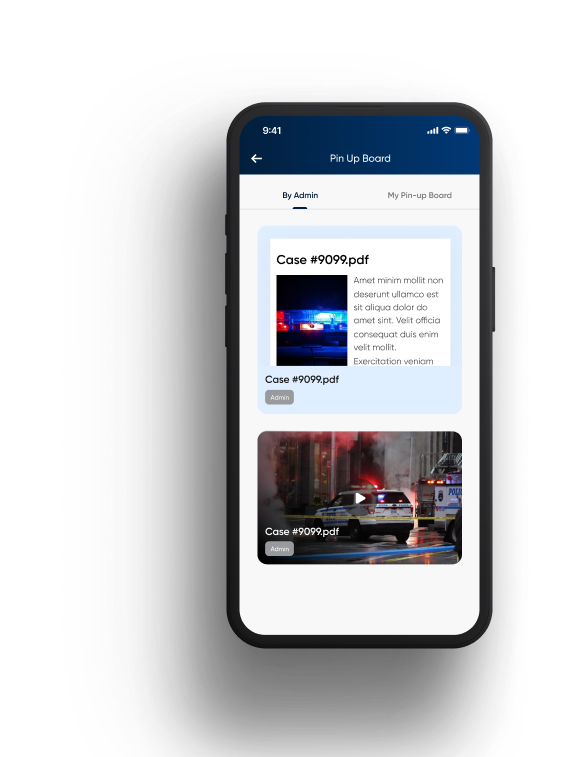 9:41
Pin Up Board
By Admin
My Pin-up Board
Case #9099.pdf
Amet minim mollit non
deserunt ullamco est
sit aliqua dolor do
amet sint. Velit officia
consequat duis enim
velit mollit.
Exercitation veniam
Case #9099.pdf
Admin
POLIC
Case #9099.pdf
Admin